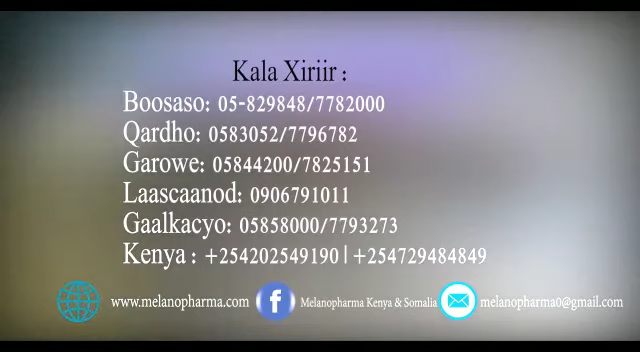 Kala Xiriir :
Boosaso: 05-829848/7782000
Qardho: 0583052/7796782
Garowe: 05844200/7825151
Laascaanod: 0906791011
Gaalkacyo: 05858000/7793273
Kenya : +254202549190 | +254729484849
www.melanopharma.com f Melanopharma Kenya & Somalia melanopharma0@gmail.com